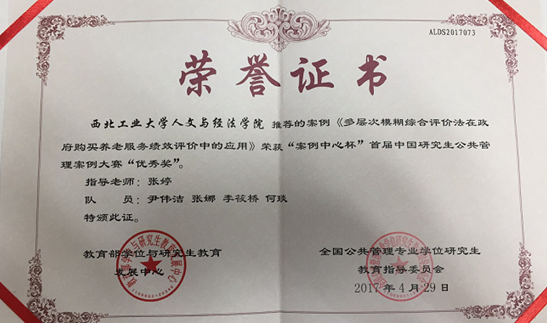 ALDS2017073
荣誉证书
西北工业大学人文与经法学院 推荐的案例《多层次模糊综合评价法在政
府购买养老服务绩效评价中的应用》荣获“案例中心杯”首届中国研究生公共管
理案例大赛“优秀奖”。
指导老师:张婷
队 员:尹伟洁 张娜 李筱桥 何琰
特颁此证。
教育部学位与研究生教育 全国公共管理专业学位研究生
发展中心 教育指导委员会
2017年4月29日